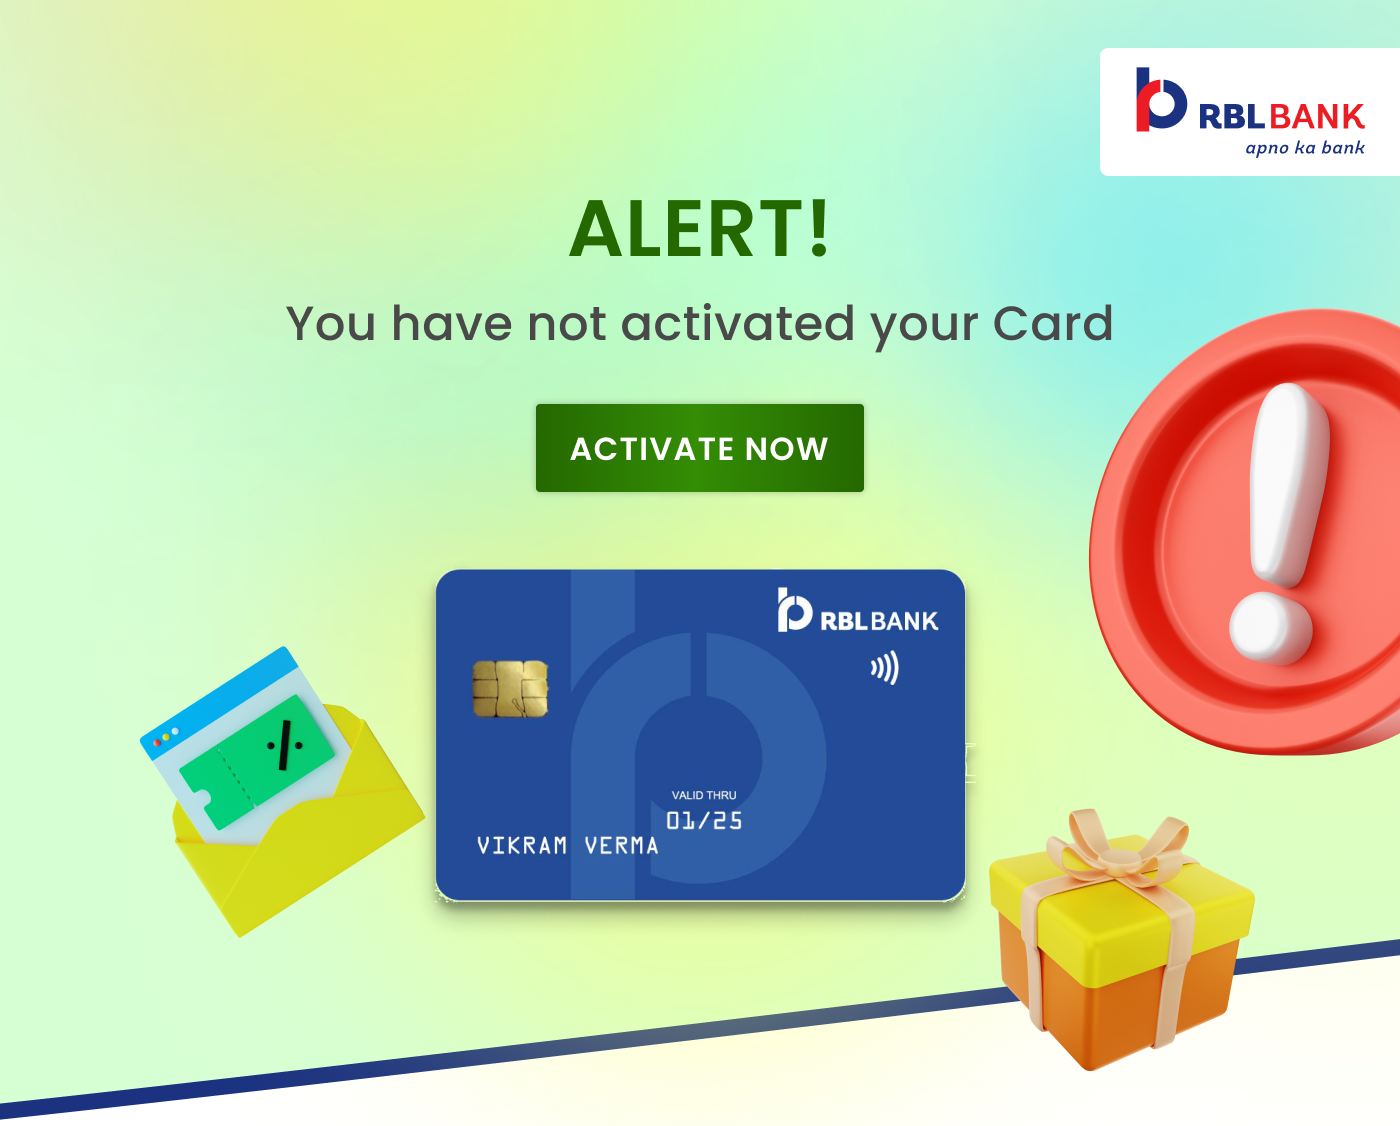 RBL BANK
apno ka bank
ALERT!
You have not activated your Card
ACTIVATE NOW
RBL BANK
%
VALID THRU
01/25
VIKRAM VERMA